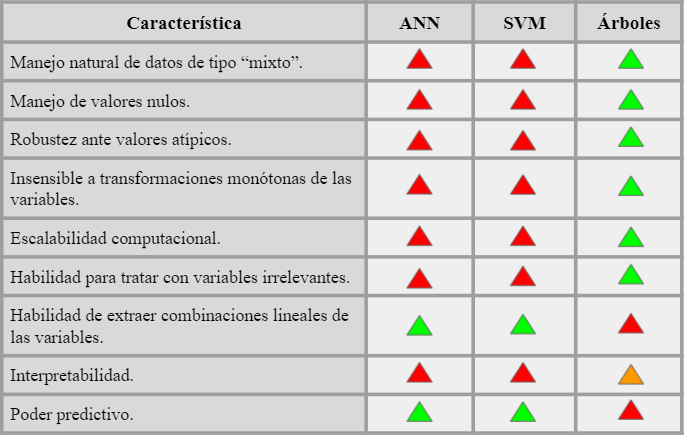 Característica ANN SVM Árboles
Manejo natural de datos de tipo “mixto”.
Manejo de valores nulos.
Robustez ante valores atípicos.
Insensible a transformaciones monótonas de las
variables.
Escalabilidad computacional.
Habilidad para tratar con variables irrelevantes.
Habilidad de extraer combinaciones lineales de
las variables.
Interpretabilidad.
Poder predictivo.